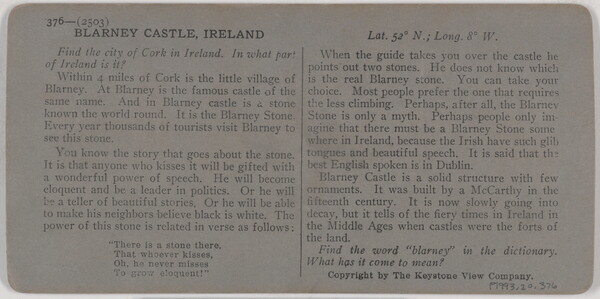 376—(2503)
BLARNEY CASTLE, IRELAND
Find the city of Cork in Ireland. In what part
of Ireland is it?
Within 4 miles of Cork is the little village of
Blarney. At Blarney is the famous castle of the
same name. And in Blarney castle is a stone
known the world round. It is the Blarney Stone.
Every year thousands of tourists visit Blarney to
see this stone.
You know the story that goes about the stone.
It is that anyone who kisses it will be gifted with
a wonderful power of speech. He will become
eloquent and be a leader in politics. Or he will
be a teller of beautiful stories. Or he will be able
to make his neighbors believe black is white. The
power of this stone is related in verse as follows:
"There is a stone there,
That whoever kisses,
Oh, he never misses
To grow eloquent!"
Lat. 52° N.; Long. 8° W.
When the guide takes you over the castle he
points out two stones. He does not know which
is the real Blarney stone. You can take your
choice. Most people prefer the one that requires
the less climbing. Perhaps, after all, the Blarney
Stone is only a myth. Perhaps people only im-
agine that there must be a Blarney Stone some
where in Ireland, because the Irish have such glib
tongues and beautiful speech. It is said that the
best English spoken is in Dublin.
Blarney Castle is a solid structure with few
ornaments. It was built by a McCarthy in the
fifteenth century. It is now slowly going into
decay, but it tells of the fiery times in Ireland in
the Middle Ages when castles were the forts of
the land.
Find the word "blarney" in the dictionary.
What has it come to mean?
Copyright by The Keystone View Company.
1993.20.376